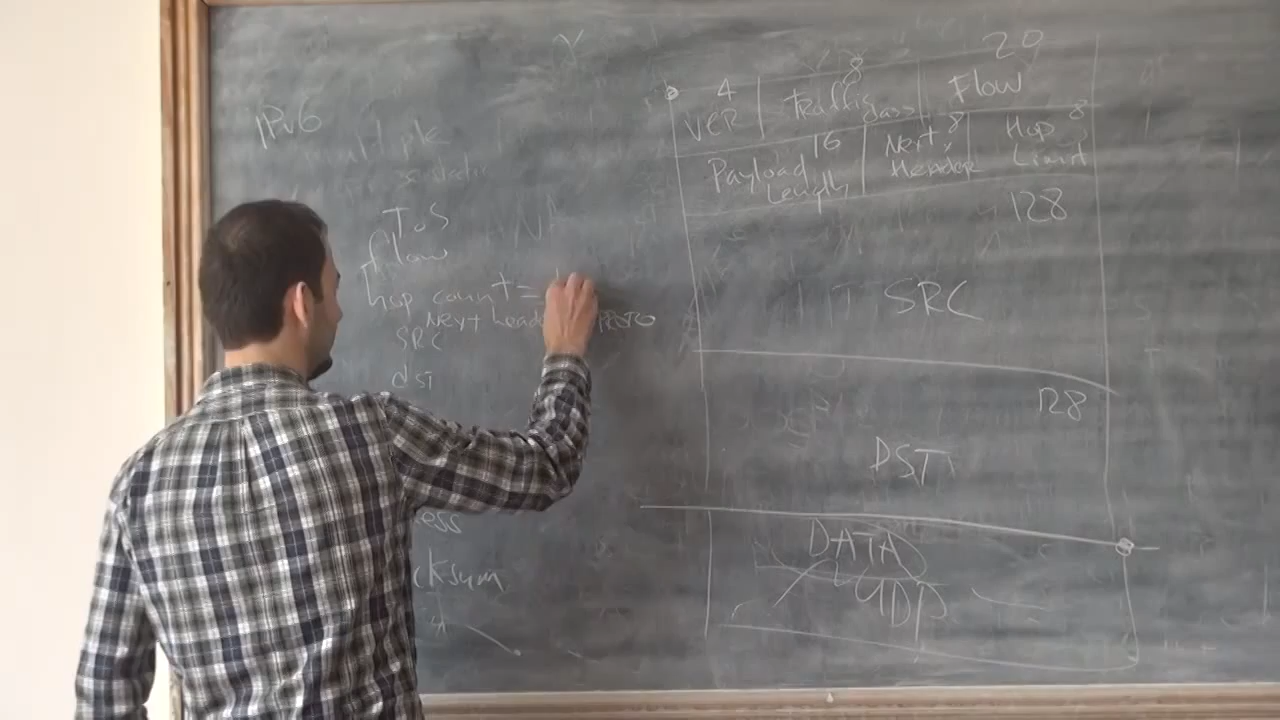 IPv6
ToS
flow
hop count =
Next heade PROTO
SRC
dst
ess
cksum
4 8 20
VER Traffic class Flow
16 8 8
Payload Length Next Header Hop Limit
128
SRC
128
DST
DATA
UDP